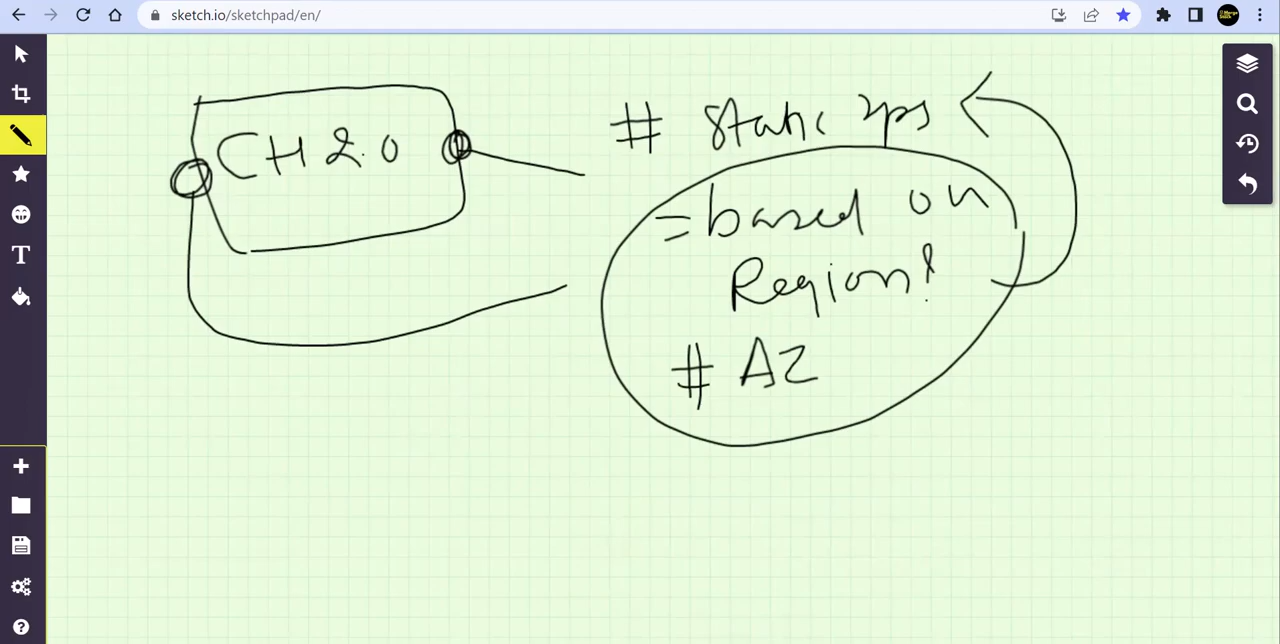 sketch.io/sketchpad/en/
CH2.0
# Static Ips
= based on
Region?
# AZ